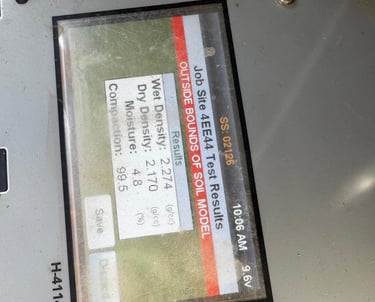 SS: 02126 10:06 AM 9.6V
Job Site 4EE44 Test Results
OUTSIDE BOUNDS OF SOIL MODEL
Results
Wet Density: 2.274 (g/cc)
Dry Density: 2.170 (g/cc)
Moisture: 4.8 (%)
Compaction: 99.5
Save
H-411